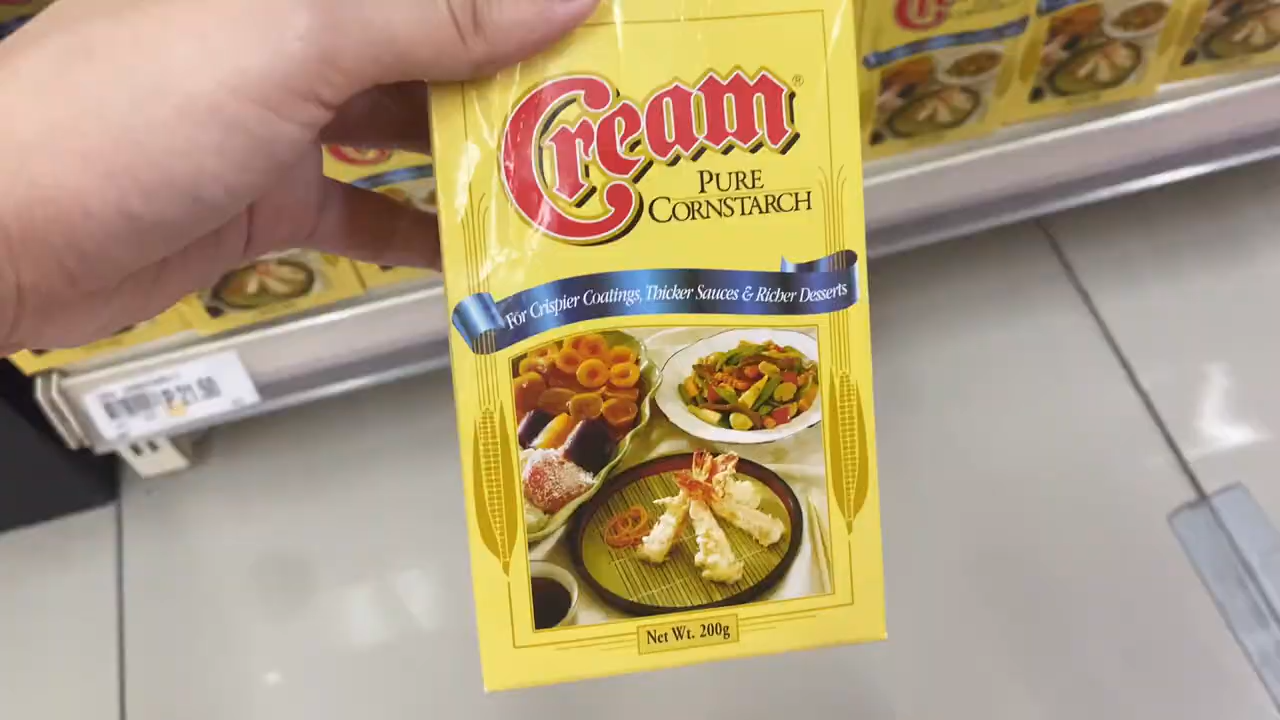 Cream®
PURE
CORNSTARCH
For Crispier Coatings, Thicker Sauces & Richer Desserts
Net Wt. 200g